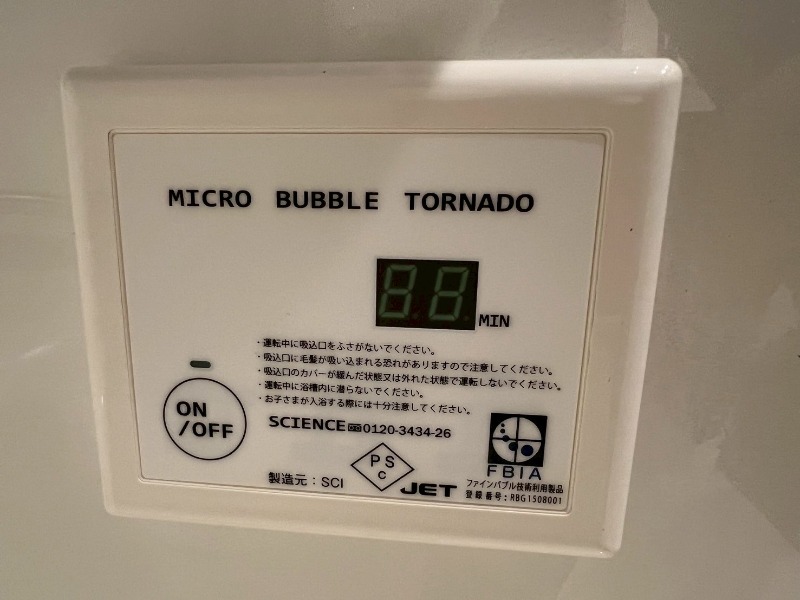 MICRO BUBBLE TORNADO
88 MIN
・運転中に吸込口をふさがないでください。
・吸込口に毛髪が吸い込まれる恐れがありますので注意してください。
・吸込口のカバーが緩んだ状態又は外れた状態で運転しないでください。
・運転中に浴槽内に潜らないでください。
・お子さまが入浴する際には十分注意してください。
ON
/OFF
SCIENCE 0120-3434-26
製造元：SCI
PS
C
JET
FBIA
ファインバブル技術利用製品
登録番号：RBG1508001